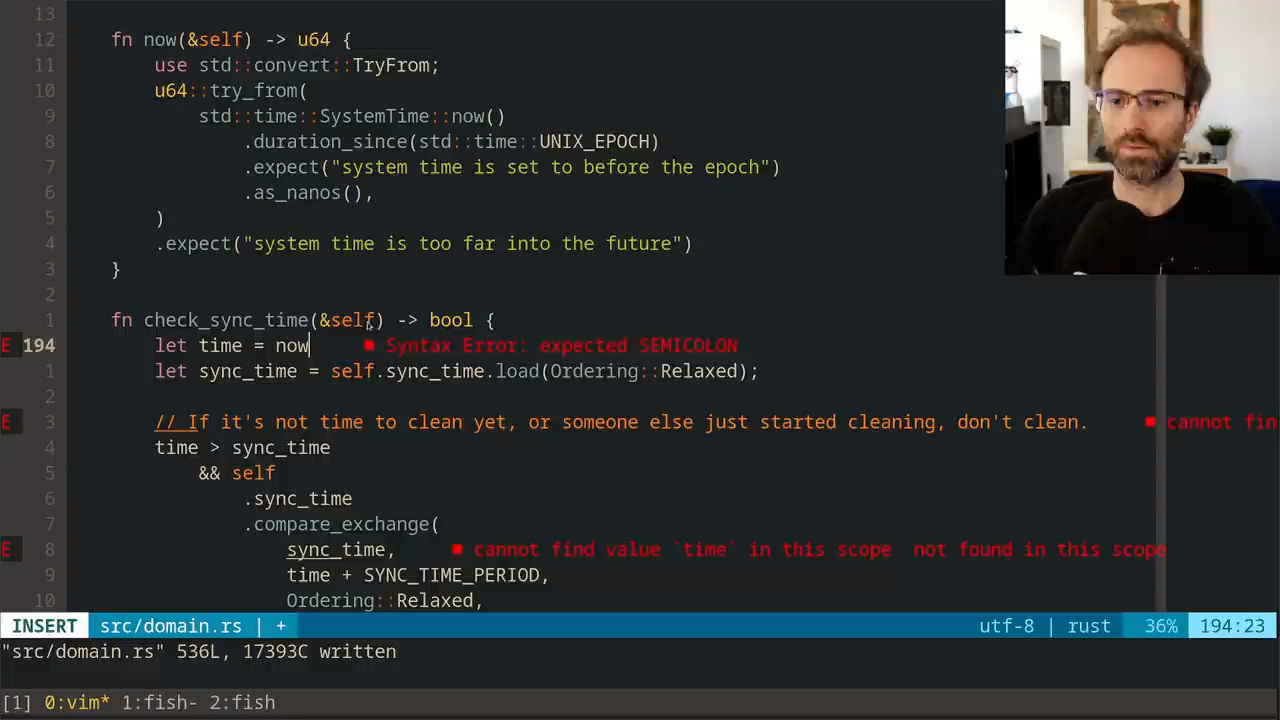 13
12 fn now(&self) -> u64 {
11 use std::convert::TryFrom;
10 u64::try_from(
9 std::time::SystemTime::now()
8 .duration_since(std::time::UNIX_EPOCH)
7 .expect("system time is set to before the epoch")
6 .as_nanos(),
5 )
4 .expect("system time is too far into the future")
3 }
2
1 fn check_sync_time(&self) -> bool {
E 194 let time = now ■ Syntax Error: expected SEMICOLON
1 let sync_time = self.sync_time.load(Ordering::Relaxed);
2
E 3 // If it's not time to clean yet, or someone else just started cleaning, don't clean. ■ cannot fin
4 time > sync_time
5 && self
6 .sync_time
7 .compare_exchange(
E 8 sync_time, ■ cannot find value `time` in this scope not found in this scope
9 time + SYNC_TIME_PERIOD,
10 Ordering::Relaxed,
INSERT src/domain.rs | + utf-8 | rust 36% 194:23
"src/domain.rs" 536L, 17393C written
[1] 0:vim* 1:fish- 2:fish